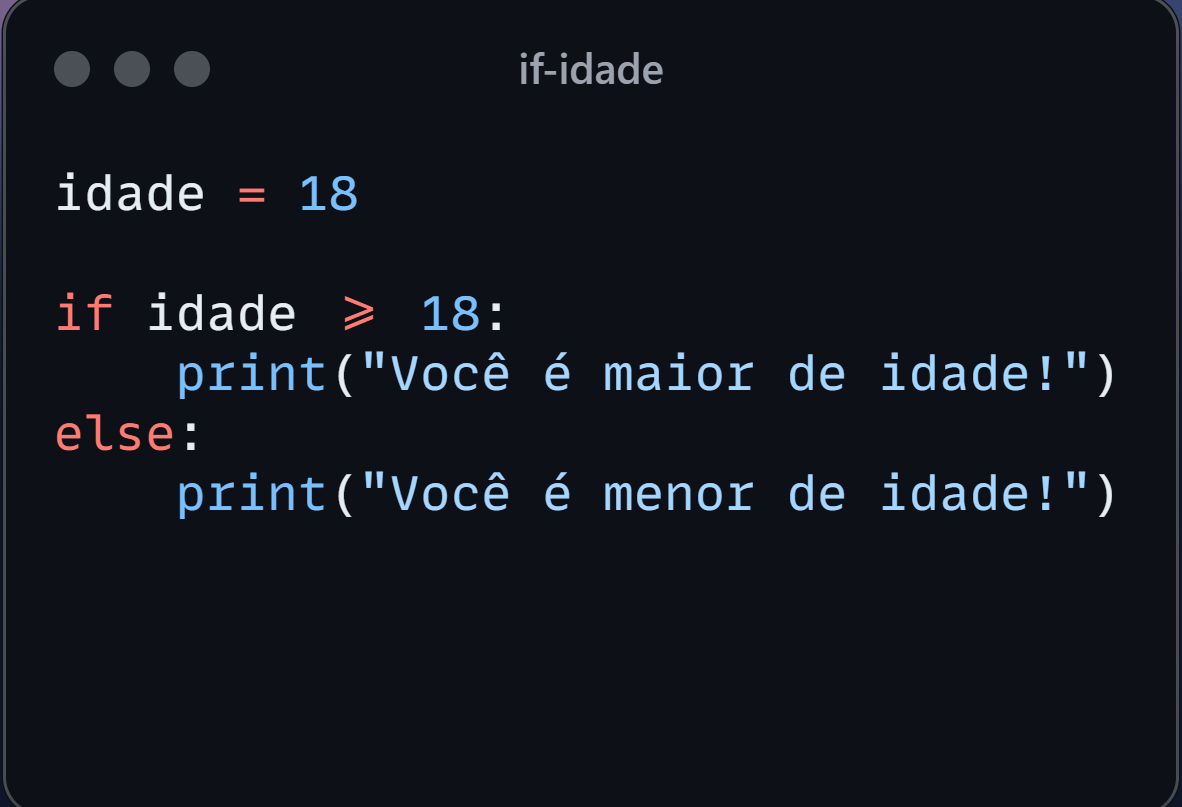 if-idade
idade = 18
if idade >= 18:
print("Você é maior de idade!")
else:
print("Você é menor de idade!")